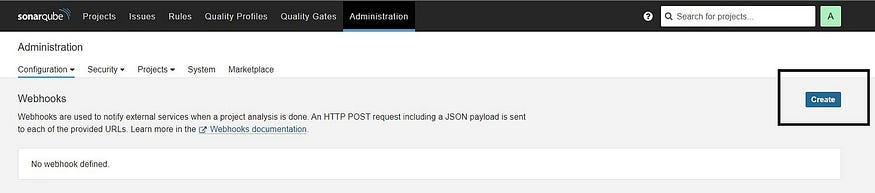 sonarqube Projects Issues Rules Quality Profiles Quality Gates Administration ? Search for projects... A
Administration
Configuration Security Projects System Marketplace
Webhooks
Create
Webhooks are used to notify external services when a project analysis is done. An HTTP POST request including a JSON payload is sent
to each of the provided URLs. Learn more in the Webhooks documentation.
No webhook defined.